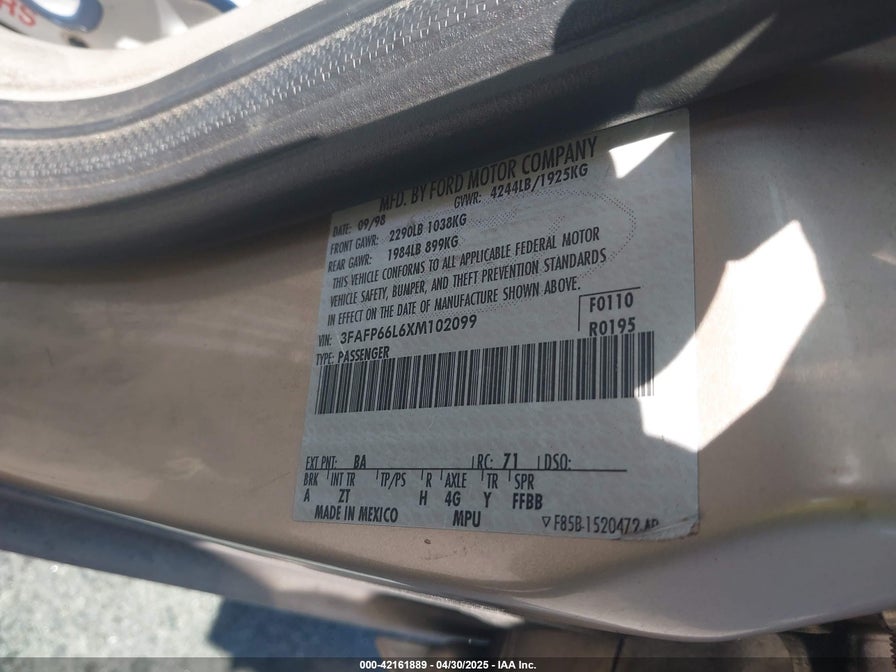 RS
MFD. BY FORD MOTOR COMPANY
DATE: 09/98 GVWR: 4244LB/1925KG
FRONT GAWR: 2290LB 1038KG
REAR GAWR: 1984LB 899KG
THIS VEHICLE CONFORMS TO ALL APPLICABLE FEDERAL MOTOR
VEHICLE SAFETY, BUMPER, AND THEFT PREVENTION STANDARDS
IN EFFECT ON THE DATE OF MANUFACTURE SHOWN ABOVE.
VIN: 3FAFP66L6XM102099 F0110
TYPE: PASSENGER R0195
EXT PNT: BA RC: 71 DSO:
BRK INT TR TP/PS R AXLE TR SPR
A ZT H 4G Y FFBB
MADE IN MEXICO MPU ▽F85B-1520472-AB
000-42161889 - 04/30/2025 - IAA Inc.